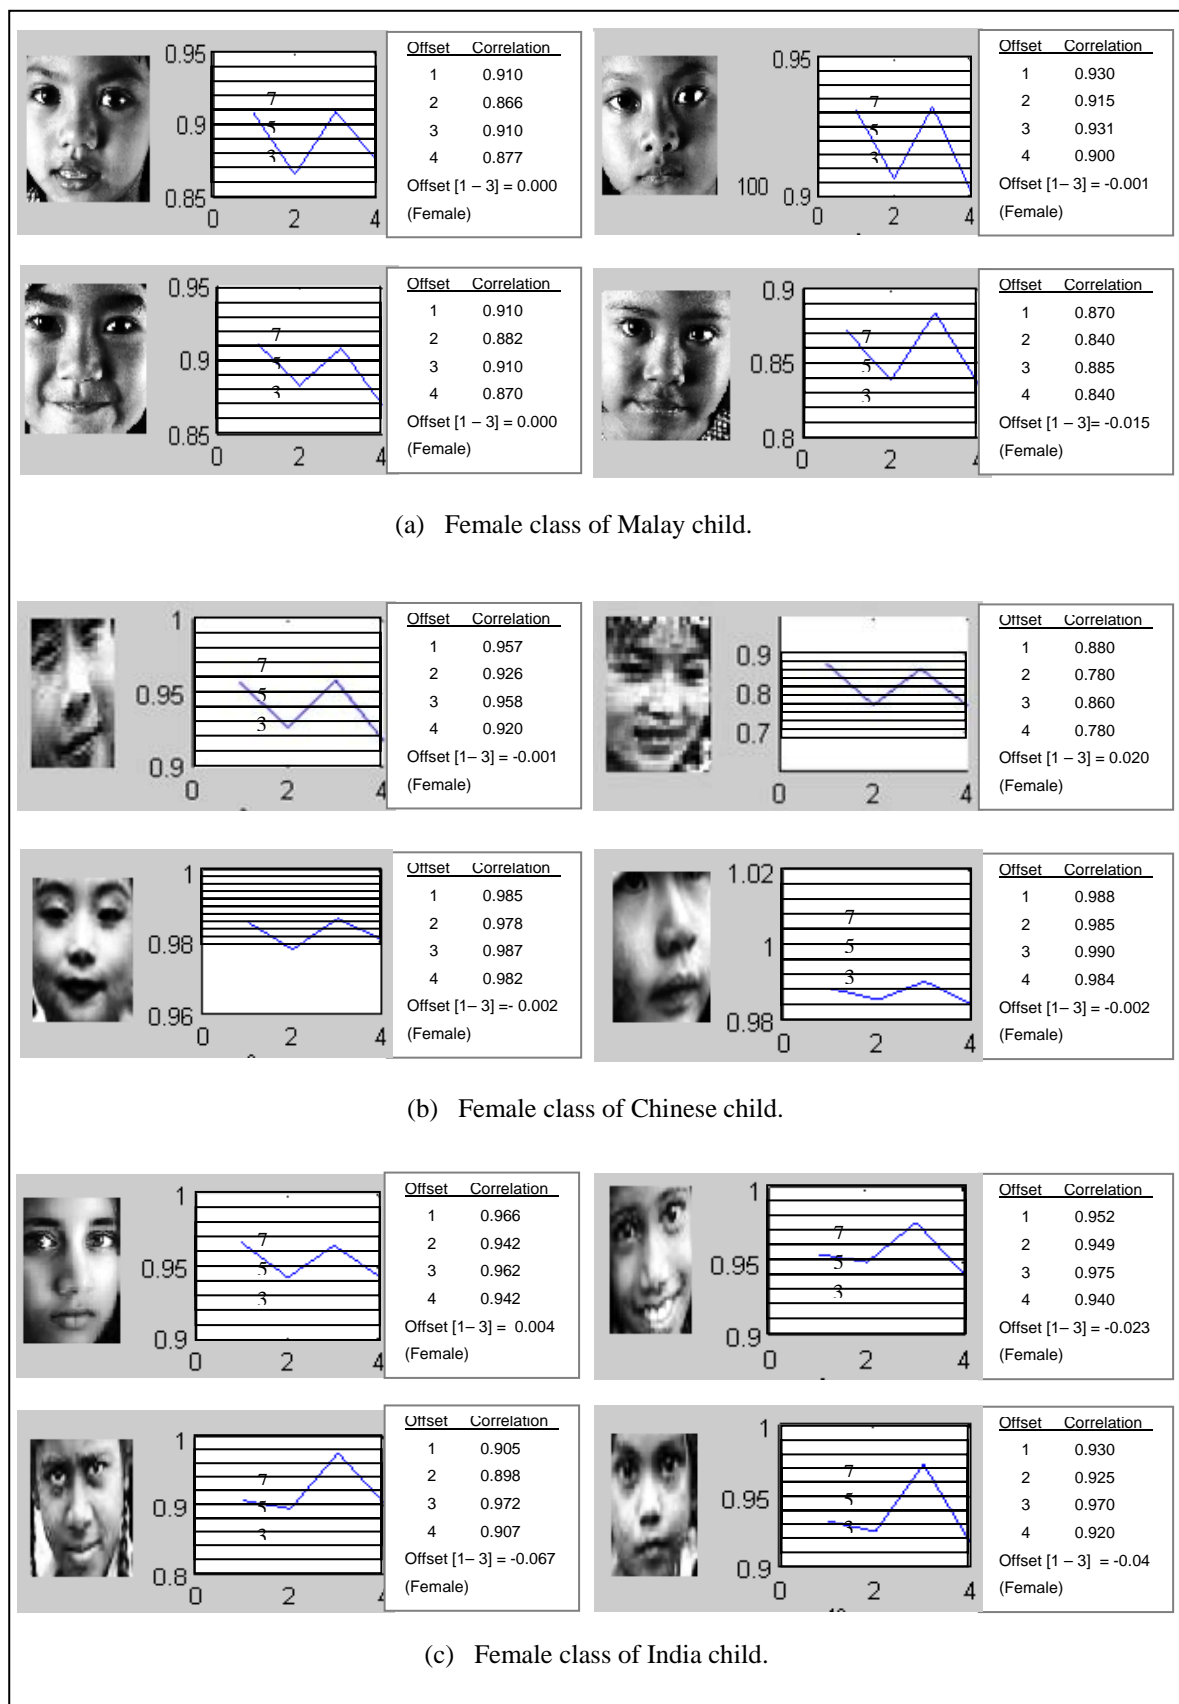 0.95
0.9
0.85
0 2 4
7
5
3
Offset Correlation
1 0.910
2 0.866
3 0.910
4 0.877
Offset [1 – 3] = 0.000
(Female)
100
0.95
0.9
0 2 4
7
5
3
Offset Correlation
1 0.930
2 0.915
3 0.931
4 0.900
Offset [1– 3] = -0.001
(Female)
0.95
0.9
0.85
0 2 4
7
5
3
Offset Correlation
1 0.910
2 0.882
3 0.910
4 0.870
Offset [1 – 3] = 0.000
(Female)
0.9
0.85
0.8
0 2 4
7
5
3
Offset Correlation
1 0.870
2 0.840
3 0.885
4 0.840
Offset [1 – 3]= -0.015
(Female)
(a) Female class of Malay child.
1
0.95
0.9
0 2 4
7
5
3
Offset Correlation
1 0.957
2 0.926
3 0.958
4 0.920
Offset [1– 3] = -0.001
(Female)
0.9
0.8
0.7
0 2 4
Offset Correlation
1 0.880
2 0.780
3 0.860
4 0.780
Offset [1 – 3] = 0.020
(Female)
1
0.98
0.96
0 2 4
Offset Correlation
1 0.985
2 0.978
3 0.987
4 0.982
Offset [1– 3] =- 0.002
(Female)
1.02
1
0.98
0 2 4
7
5
3
Offset Correlation
1 0.988
2 0.985
3 0.990
4 0.984
Offset [1– 3] = -0.002
(Female)
(b) Female class of Chinese child.
1
0.95
0.9
0 2 4
7
5
3
Offset Correlation
1 0.966
2 0.942
3 0.962
4 0.942
Offset [1– 3] = 0.004
(Female)
1
0.95
0.9
0 2 4
7
5
3
Offset Correlation
1 0.952
2 0.949
3 0.975
4 0.940
Offset [1– 3] = -0.023
(Female)
1
0.9
0.8
0 2 4
7
5
3
Offset Correlation
1 0.905
2 0.898
3 0.972
4 0.907
Offset [1– 3] = -0.067
(Female)
1
0.95
0.9
0 2 4
7
5
3
Offset Correlation
1 0.930
2 0.925
3 0.970
4 0.920
Offset [1 – 3] = -0.04
(Female)
(c) Female class of India child.